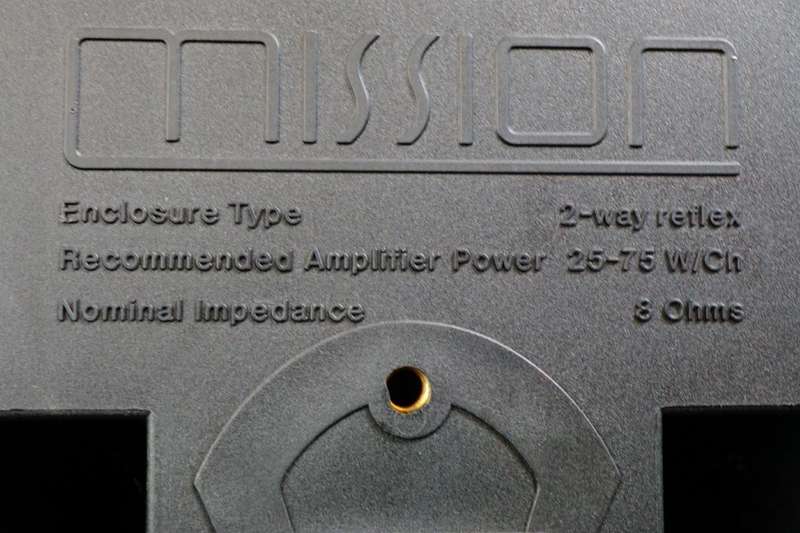 mission
Enclosure Type 2-way reflex
Recommended Amplifier Power 25-75 W/Ch
Nominal Impedance 8 Ohms